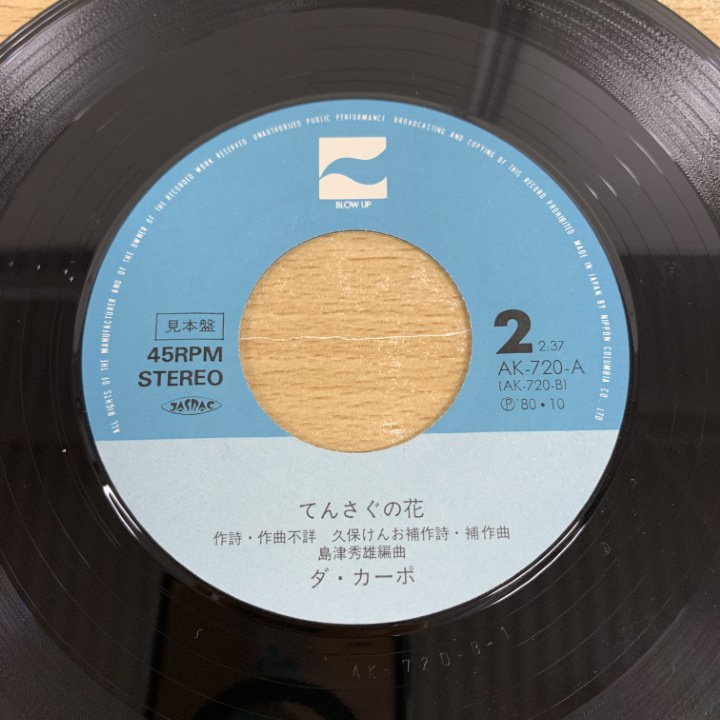 ALL RIGHTS OF THE MANUFACTURER AND OF THE OWNER OF THE RECORDED WORK RESERVED UNAUTHORIZED PUBLIC PERFORMANCE BROADCASTING AND COPYING OF THIS RECORD PROHIBITED. MADE IN JAPAN BY NIPPON COLUMBIA CO., LTD
BLOW UP
見本盤
45RPM
STEREO
JASRAC
2 2.37
AK-720-A
(AK-720-B)
Ⓟ'80・10
てんさぐの花
作詩・作曲不詳 久保けんお補作詩・補作曲
島津秀雄編曲
ダ・カーポ
AK-720-B-1